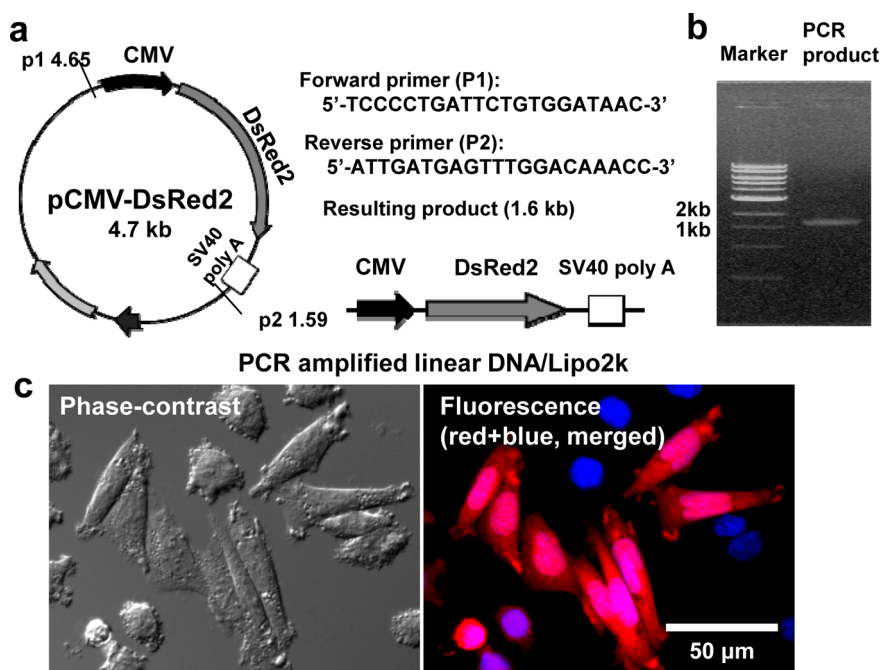 a
p1 4.65
CMV
DsRed2
pCMV-DsRed2
4.7 kb
SV40
poly A
p2 1.59
Forward primer (P1):
5'-TCCCCTGATTCTGTGGATAAC-3'
Reverse primer (P2):
5'-ATTGATGAGTTTGGACAAACC-3'
Resulting product (1.6 kb)
CMV
DsRed2
SV40 poly A
b
Marker
PCR
product
2kb
1kb
PCR amplified linear DNA/Lipo2k
c
Phase-contrast
Fluorescence
(red+blue, merged)
50 µm